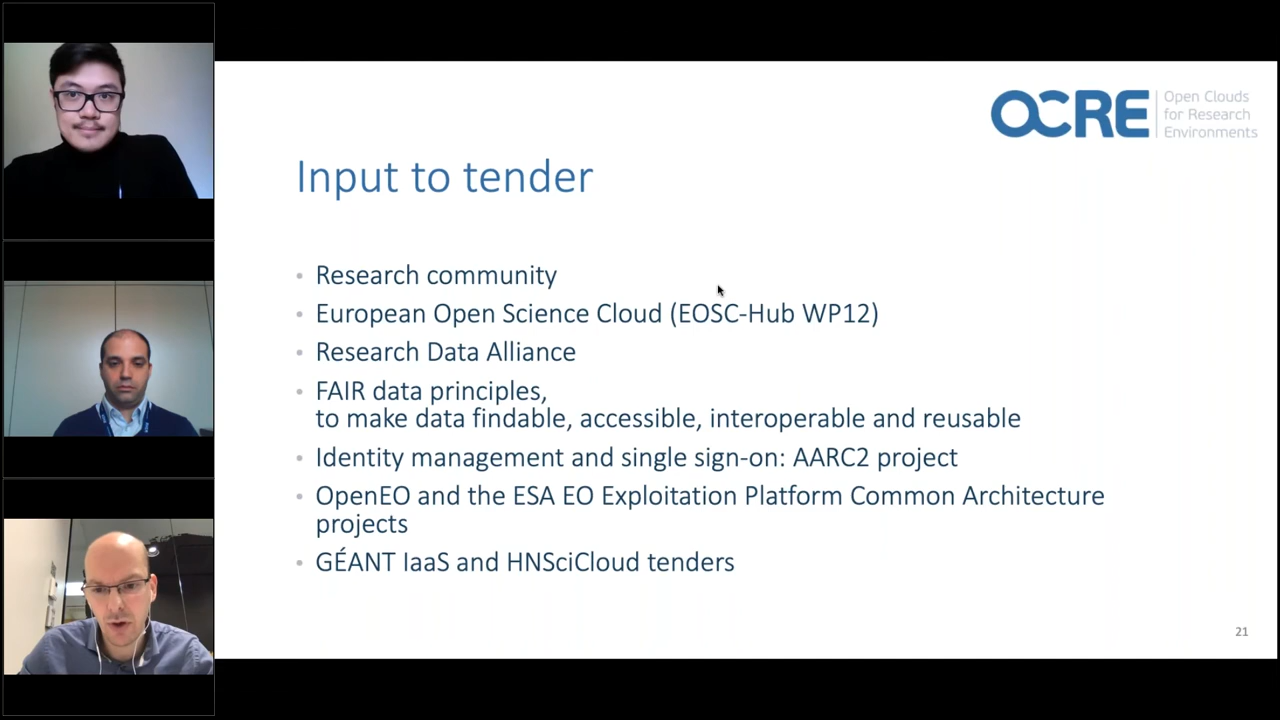 OCRE
Open Clouds
for Research
Environments
Input to tender
• Research community
• European Open Science Cloud (EOSC-Hub WP12)
• Research Data Alliance
• FAIR data principles,
to make data findable, accessible, interoperable and reusable
• Identity management and single sign-on: AARC2 project
• OpenEO and the ESA EO Exploitation Platform Common Architecture
projects
• GÉANT IaaS and HNSciCloud tenders
21